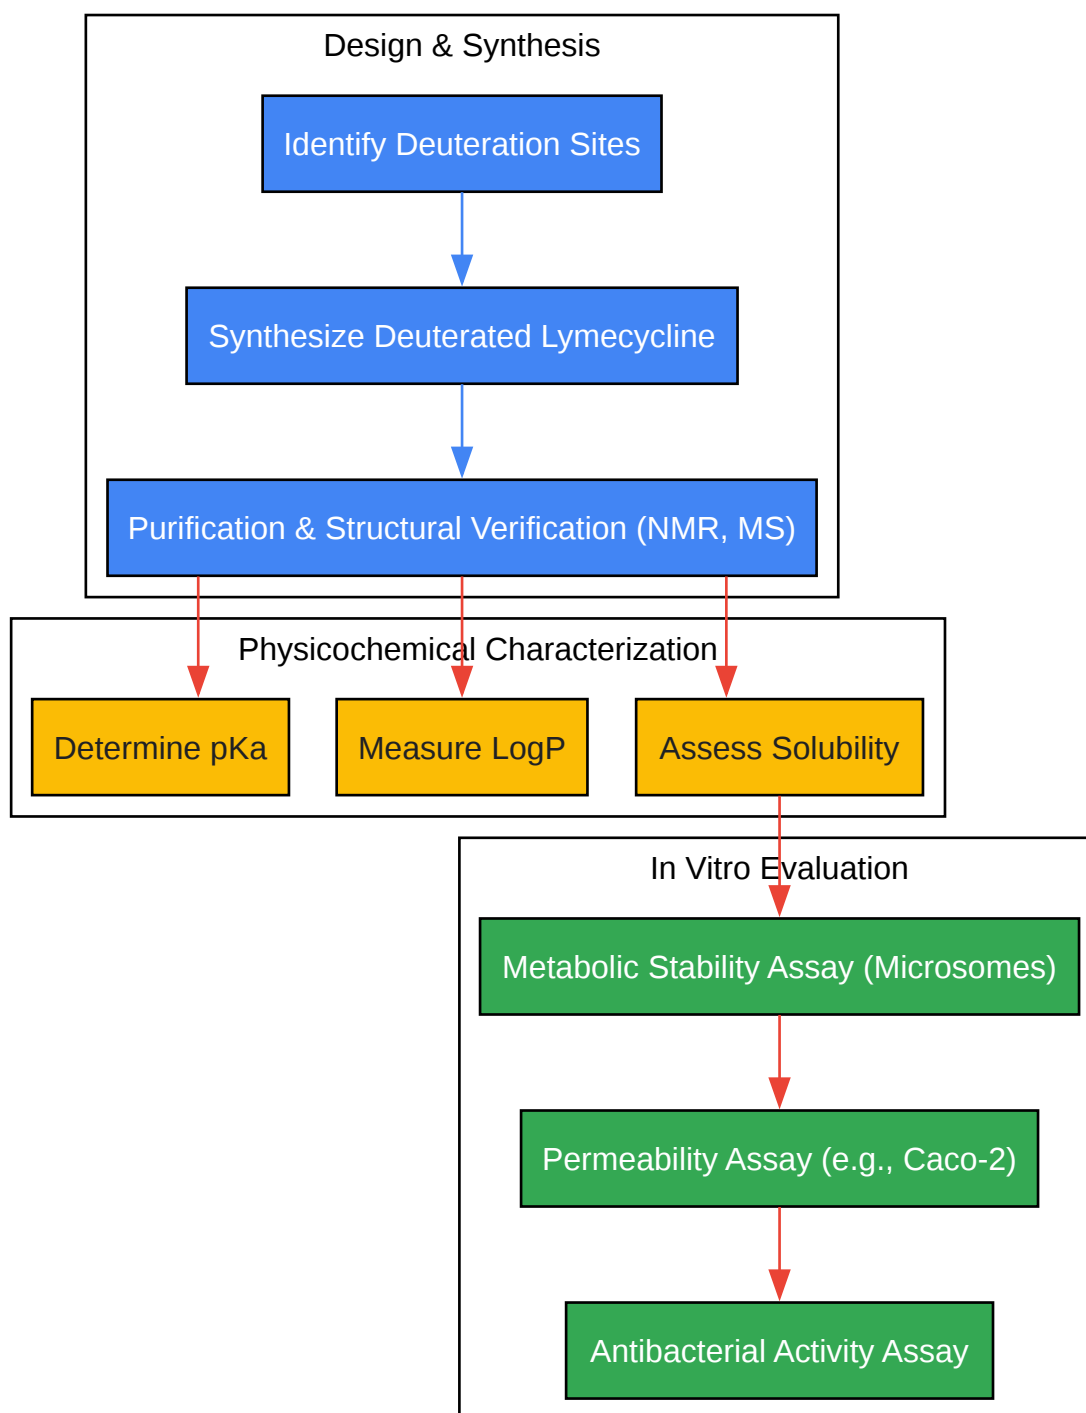 Design & Synthesis
Identify Deuteration Sites
Synthesize Deuterated Lymecycline
Purification & Structural Verification (NMR, MS)
Physicochemical Characterization
Determine pKa
Measure LogP
Assess Solubility
In Vitro Evaluation
Metabolic Stability Assay (Microsomes)
Permeability Assay (e.g., Caco-2)
Antibacterial Activity Assay